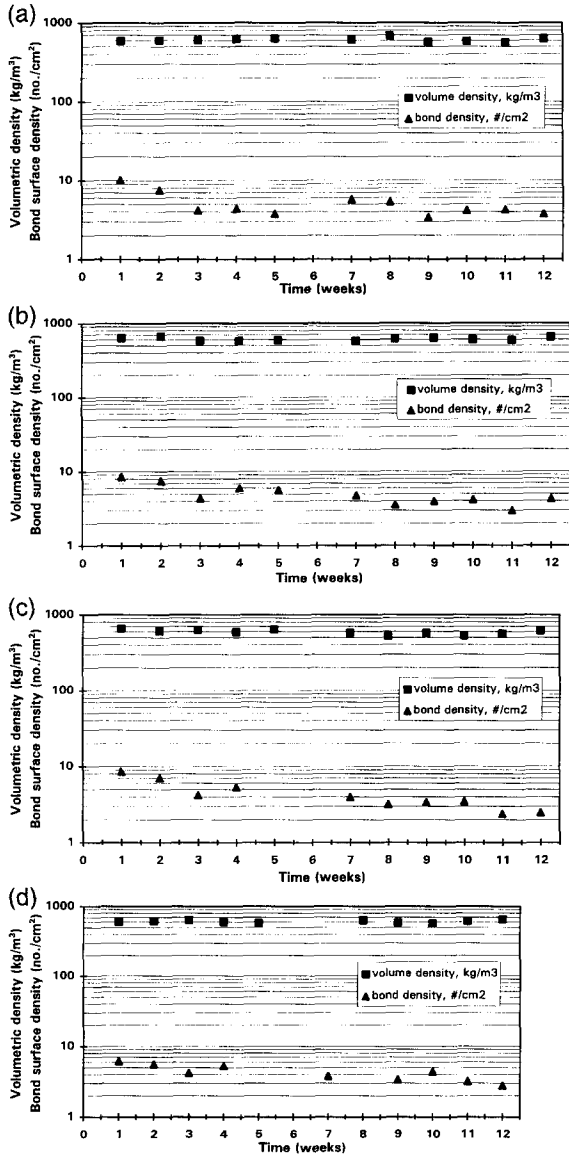 (a)
Volumetric density (kg/m³)
Bond surface density (no./cm²)
1000
100
10
1
volume density, kg/m3
bond density, #/cm2
0 1 2 3 4 5 6 7 8 9 10 11 12
Time (weeks)
(b)
Volumetric density (kg/m³)
Bond surface density (no./cm²)
1000
100
10
1
volume density, kg/m3
bond density, #/cm2
0 1 2 3 4 5 6 7 8 9 10 11 12
Time (weeks)
(c)
Volumetric density (kg/m³)
Bond surface density (no./cm²)
1000
100
10
1
volume density, kg/m3
bond density, #/cm2
0 1 2 3 4 5 6 7 8 9 10 11 12
Time (weeks)
(d)
Volumetric density (kg/m³)
Bond surface density (no./cm²)
1000
100
10
1
volume density, kg/m3
bond density, #/cm2
0 1 2 3 4 5 6 7 8 9 10 11 12
Time (weeks)